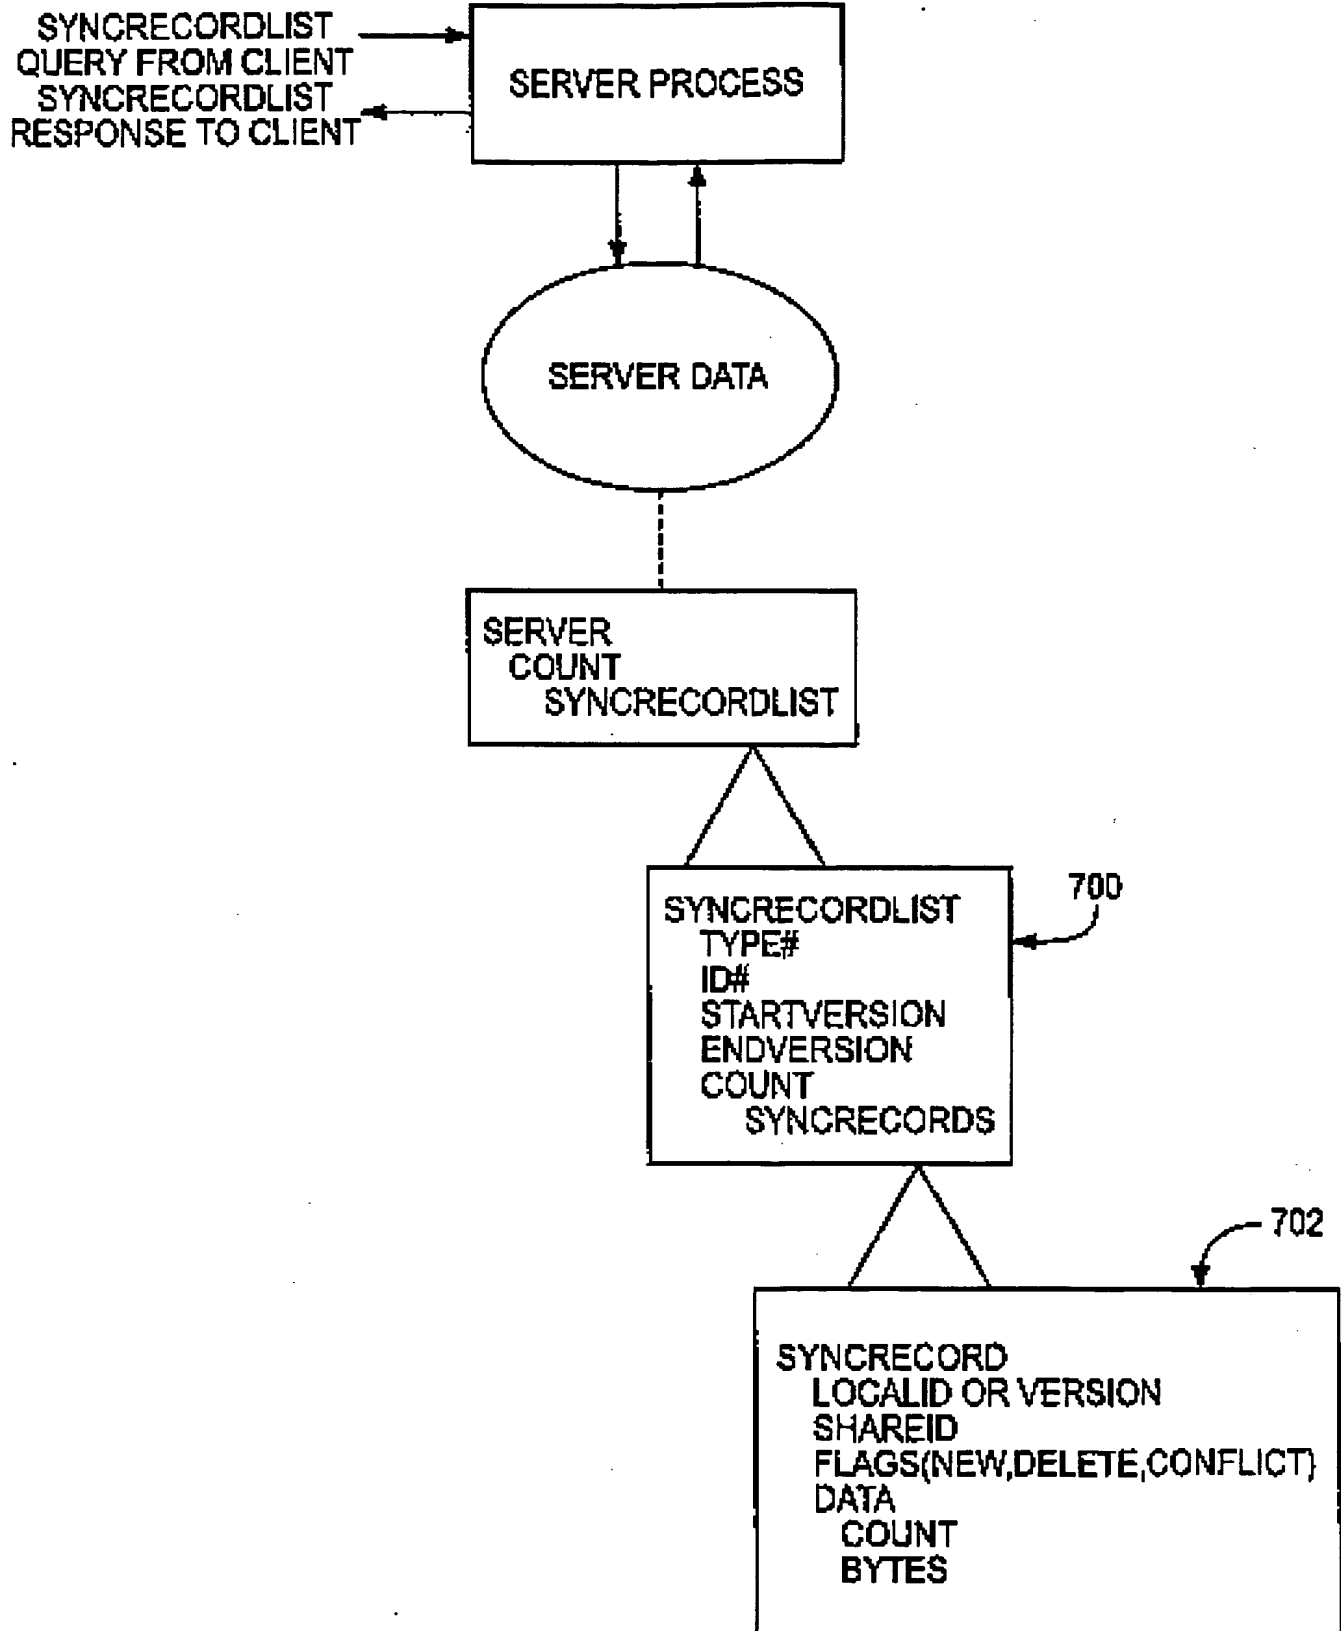 SYNCRECORDLIST
QUERY FROM CLIENT
SYNCRECORDLIST
RESPONSE TO CLIENT
SERVER PROCESS
SERVER DATA
SERVER
COUNT
SYNCRECORDLIST
700
SYNCRECORDLIST
TYPE#
ID#
STARTVERSION
ENDVERSION
COUNT
SYNCRECORDS
702
SYNCRECORD
LOCALID OR VERSION
SHAREID
FLAGS(NEW,DELETE,CONFLICT)
DATA
COUNT
BYTES